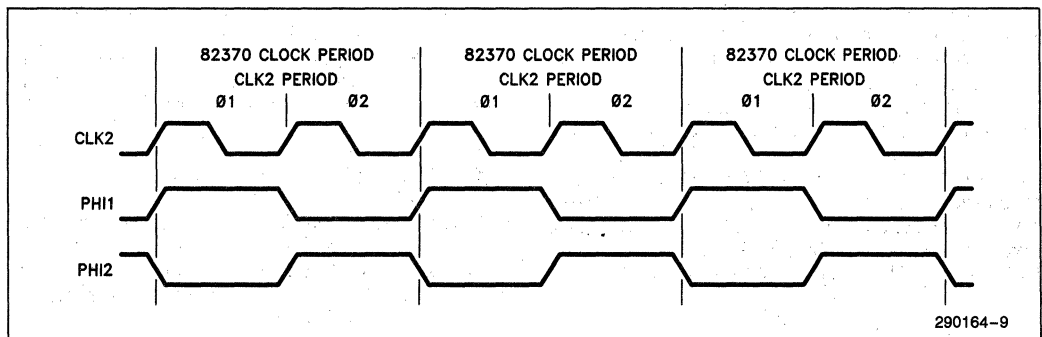 82370 CLOCK PERIOD 82370 CLOCK PERIOD 82370 CLOCK PERIOD
CLK2 PERIOD CLK2 PERIOD CLK2 PERIOD
Ø1 Ø2 Ø1 Ø2 Ø1 Ø2
CLK2
PHI1
PHI2
290164-9